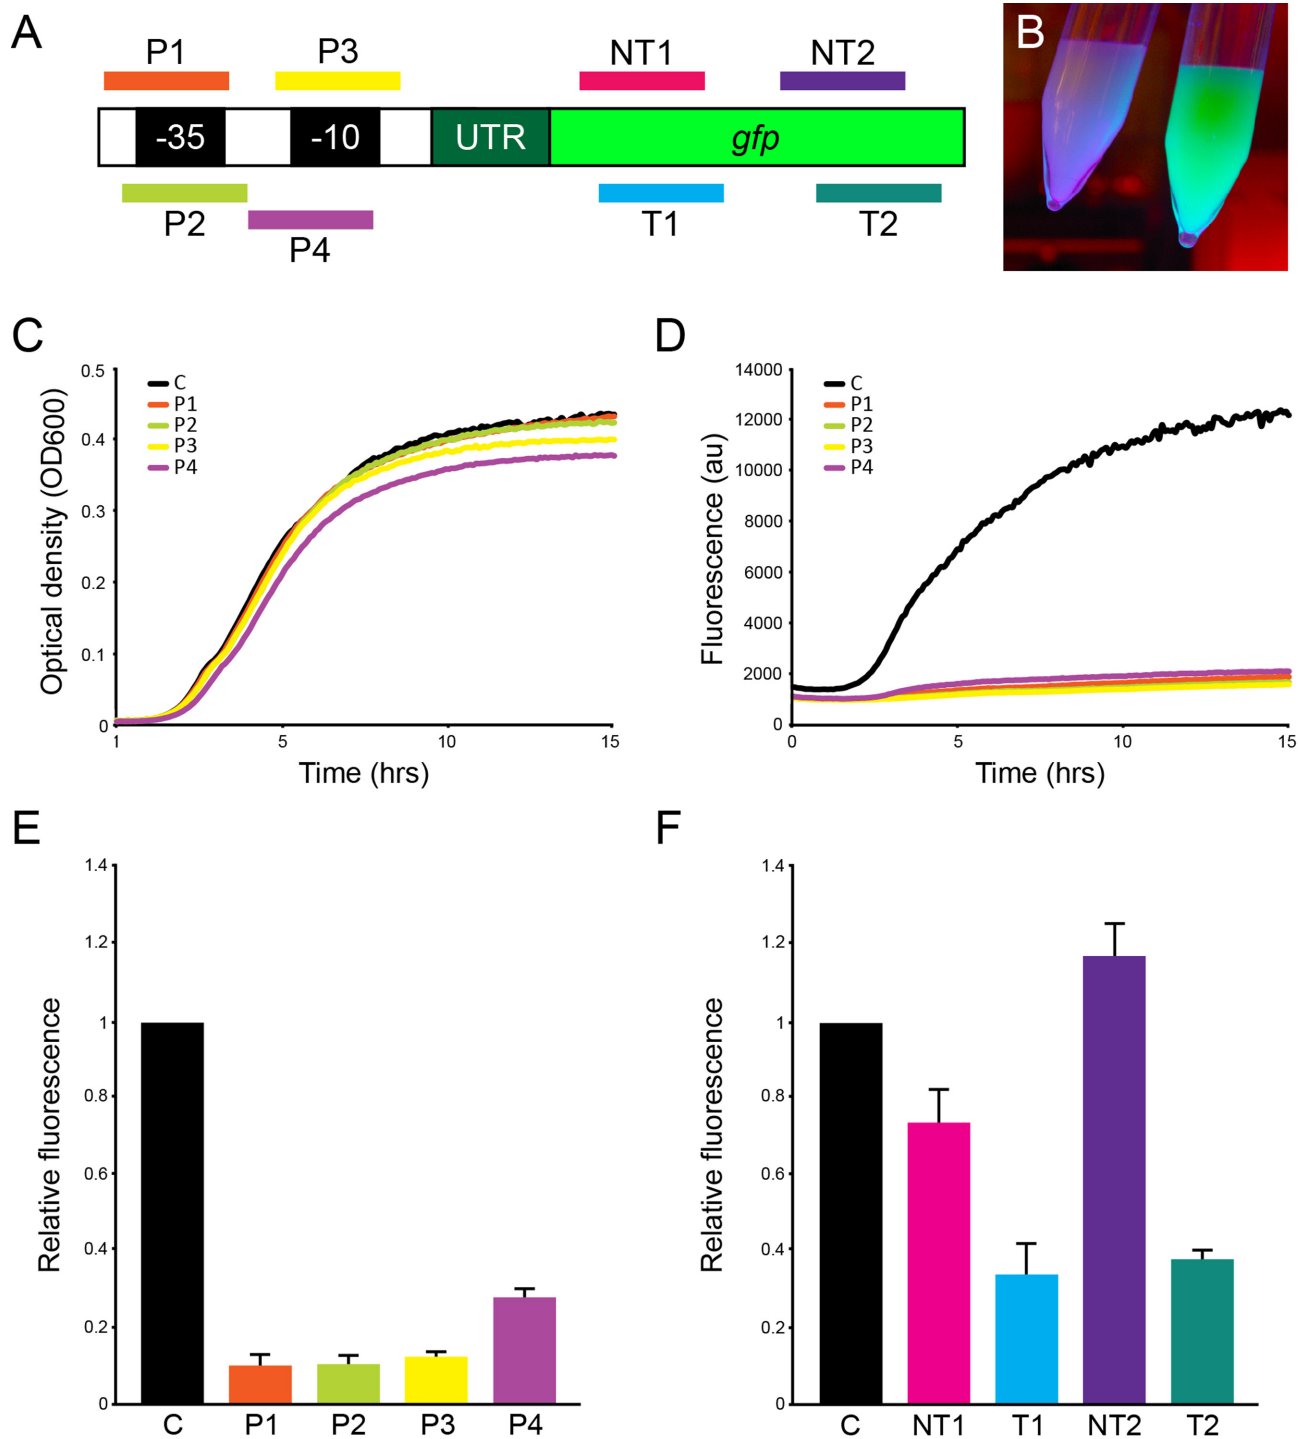 A
P1
P3
NT1
NT2
-35
-10
UTR
gfp
P2
P4
T1
T2
B
C
Optical density (OD600)
0.5
0.4
0.3
0.2
0.1
0
C
P1
P2
P3
P4
1
5
10
15
Time (hrs)
D
Fluorescence (au)
14000
12000
10000
8000
6000
4000
2000
0
C
P1
P2
P3
P4
0
5
10
15
Time (hrs)
E
Relative fluorescence
1.4
1.2
1
0.8
0.6
0.4
0.2
0
C
P1
P2
P3
P4
F
Relative fluorescence
1.4
1.2
1
0.8
0.6
0.4
0.2
0
C
NT1
T1
NT2
T2